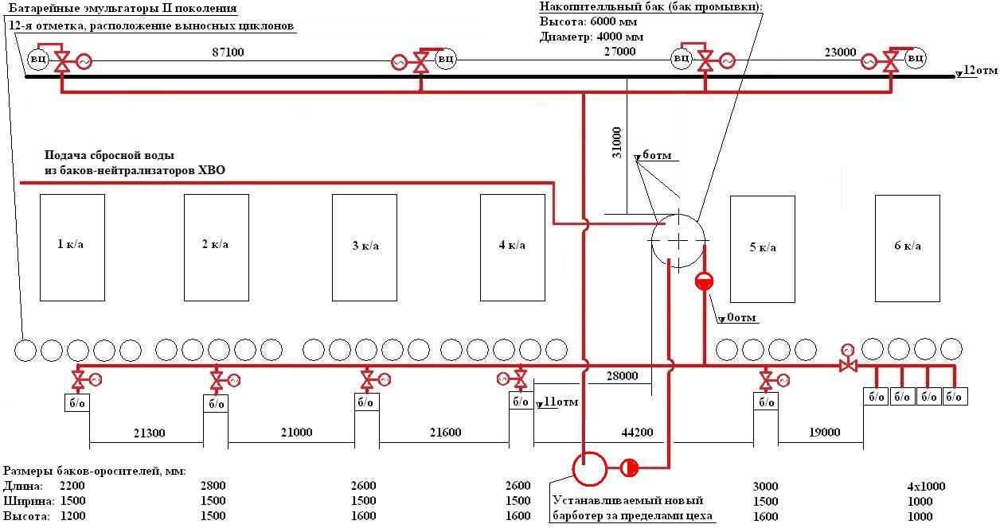 Батарейные эмульгаторы II поколения
12-я отметка, расположение выносных циклонов
Накопителльный бак (бак промывки):
Высота: 6000 мм
Диаметр: 4000 мм
вц
87100
вц
27000
вц
23000
вц
12отм
31000
6отм
Подача сбросной воды
из баков-нейтрализаторов ХВО
1 к/а
2 к/а
3 к/а
4 к/а
5 к/а
6 к/а
0отм
28000
б/о
б/о
б/о
б/о
11отм
б/о
б/о
б/о
б/о
б/о
21300
21000
21600
44200
19000
Размеры баков-оросителей, мм:
Длина: 2200 2800 2600 2600 3000 4х1000
Ширина: 1500 1500 1500 1500 1500 1000
Высота: 1200 1500 1600 1600 1600 1000
Устанавливаемый новый
барботер за пределами цеха